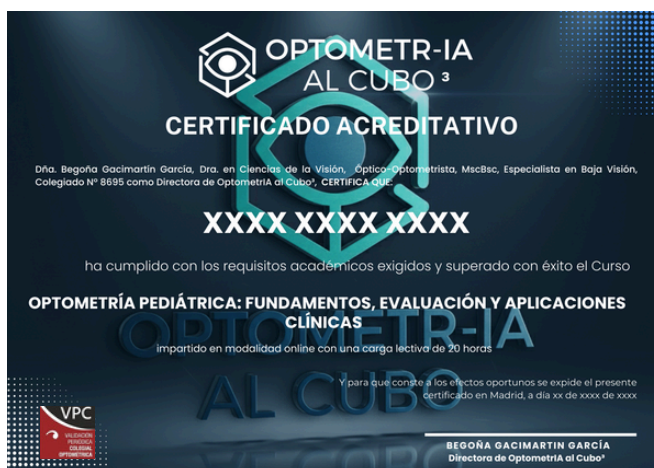 OPTOMETR-IA
AL CUBO ³
CERTIFICADO ACREDITATIVO
Dña. Begoña Gacimartín García, Dra. en Ciencias de la Visión, Óptico-Optometrista, MscBsc, Especialista en Baja Visión,
Colegiado Nº 8695 como Directora de OptometrIA al Cubo³, CERTIFICA QUE:
XXXX XXXX XXXX
ha cumplido con los requisitos académicos exigidos y superado con éxito el Curso
OPTOMETRÍA PEDIÁTRICA: FUNDAMENTOS, EVALUACIÓN Y APLICACIONES
CLÍNICAS
OPTOMETR-IA
impartido en modalidad online con una carga lectiva de 20 horas
AL CUBO
Y para que conste a los efectos oportunos se expide el presente
certificado en Madrid, a día xx de xxxx de xxxx
VPC
VALIDACIÓN
PERIÓDICA
COLEGIAL
OPTOMÉTRICA
BEGOÑA GACIMARTIN GARCÍA
Directora de OptometrIA al Cubo³